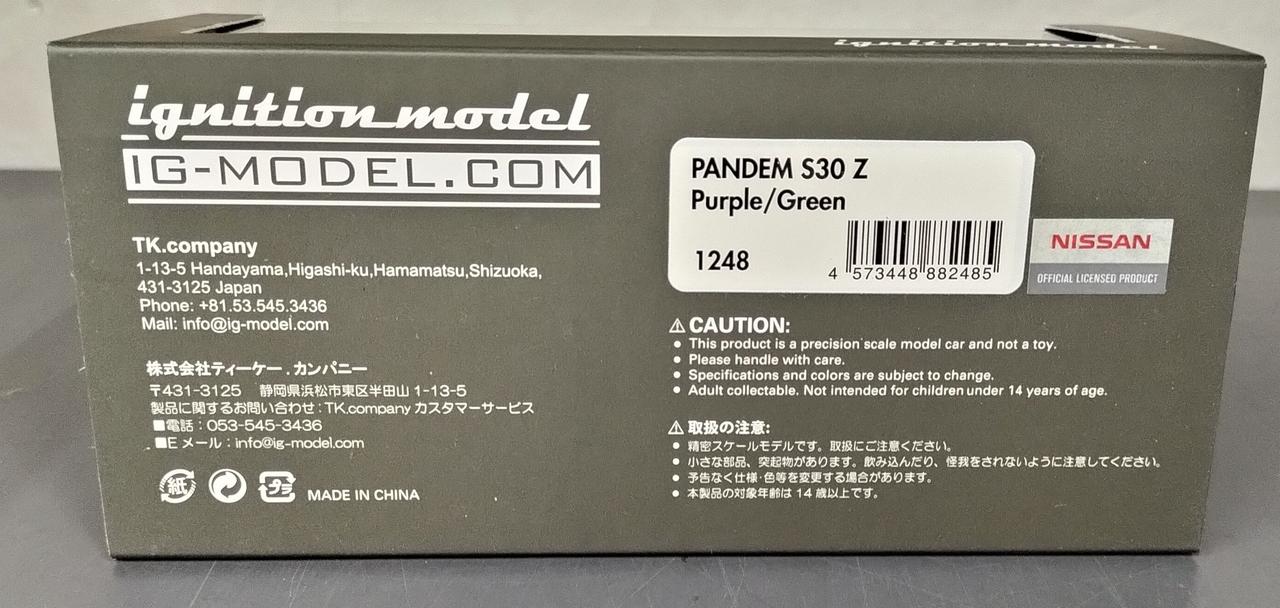 ignition model
ignition model
IG-MODEL.COM
TK.company
1-13-5 Handayama,Higashi-ku,Hamamatsu,Shizuoka,
431-3125 Japan
Phone: +81.53.545.3436
Mail: info@ig-model.com
株式会社ティーケー.カンパニー
〒431-3125 静岡県浜松市東区半田山 1-13-5
製品に関するお問い合わせ:TK.company カスタマーサービス
■電話:053-545-3436
■E メール:info@ig-model.com
紙
プラ
MADE IN CHINA
PANDEM S30 Z
Purple/Green
1248
4 573448 882485
NISSAN
OFFICIAL LICENSED PRODUCT
⚠CAUTION:
● This product is a precision scale model car and not a toy.
● Please handle with care.
● Specifications and colors are subject to change.
● Adult collectable. Not intended for children under 14 years of age.
⚠取扱の注意:
● 精密スケールモデルです。取扱にご注意ください。
● 小さな部品、突起物があります。飲み込んだり、怪我をされないように注意してください。
● 予告なく仕様·色等を変更する場合があります。
● 本製品の対象年齢は 14 歳以上です。